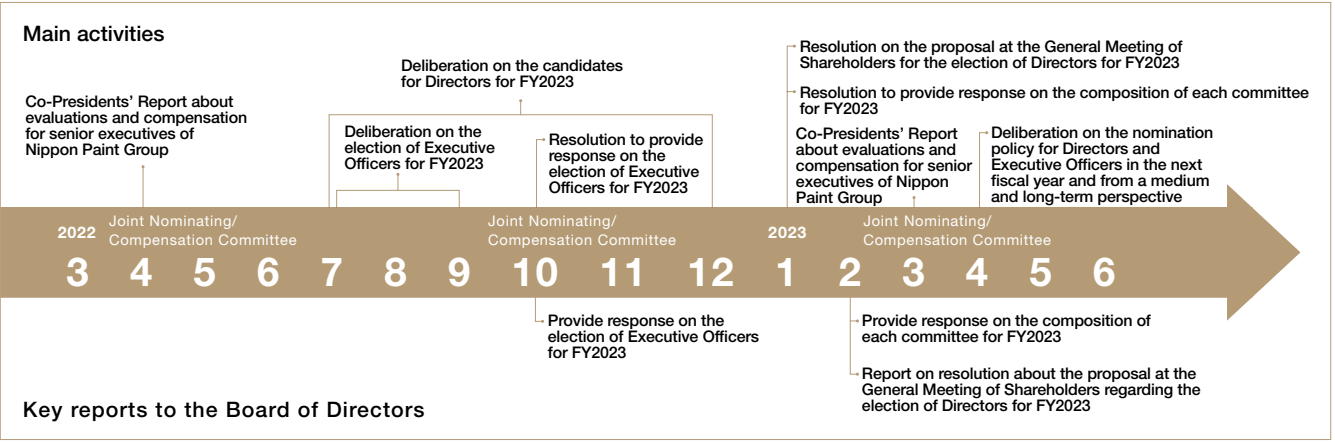 Main activities
Co-Presidents’ Report about
evaluations and compensation
for senior executives of
Nippon Paint Group
Deliberation on the candidates
for Directors for FY2023
Deliberation on the
election of Executive
Officers for FY2023
Resolution to provide
response on the
election of Executive
Officers for FY2023
Resolution on the proposal at the General Meeting of
Shareholders for the election of Directors for FY2023
Resolution to provide response on the composition of each committee
for FY2023
Co-Presidents’ Report
about evaluations and
compensation for senior
executives of Nippon
Paint Group
Deliberation on the nomination
policy for Directors and
Executive Officers in the next
fiscal year and from a medium
and long-term perspective
2022
Joint Nominating/
Compensation Committee
Joint Nominating/
Compensation Committee
2023
Joint Nominating/
Compensation Committee
3 4 5 6 7 8 9 10 11 12 1 2 3 4 5 6
Provide response on the
election of Executive Officers
for FY2023
Provide response on the composition of
each committee for FY2023
Report on resolution about the proposal at the
General Meeting of Shareholders regarding the
election of Directors for FY2023
Key reports to the Board of Directors